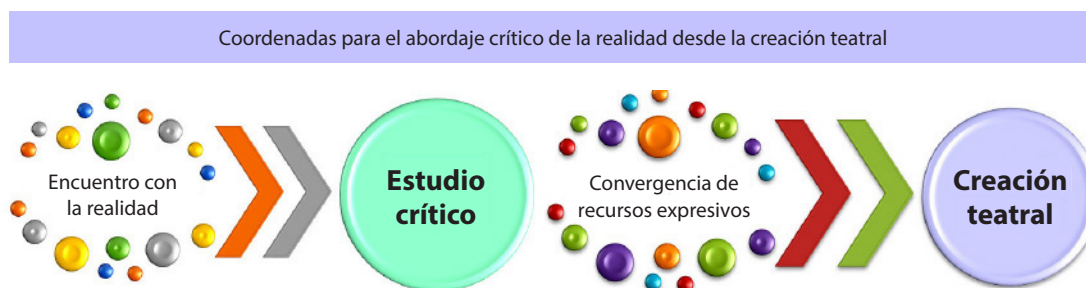 Coordenadas para el abordaje crítico de la realidad desde la creación teatral
Encuentro con
la realidad
Estudio
crítico
Convergencia de
recursos expresivos
Creación
teatral